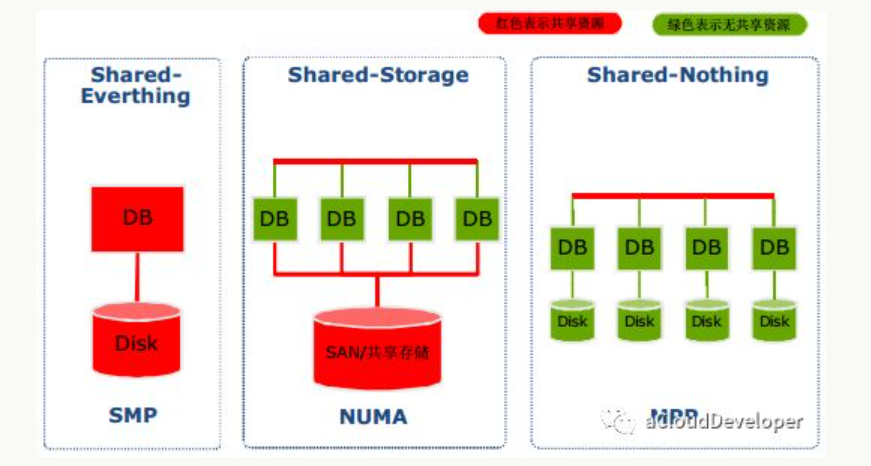 红色表示共享资源
绿色表示无共享资源
Shared-
Everthing
DB
Disk
SMP
Shared-Storage
DB
DB
DB
DB
SAN/共享存储
NUMA
Shared-Nothing
DB
DB
DB
DB
Disk
Disk
Disk
Disk
MPP
acloudDeveloper